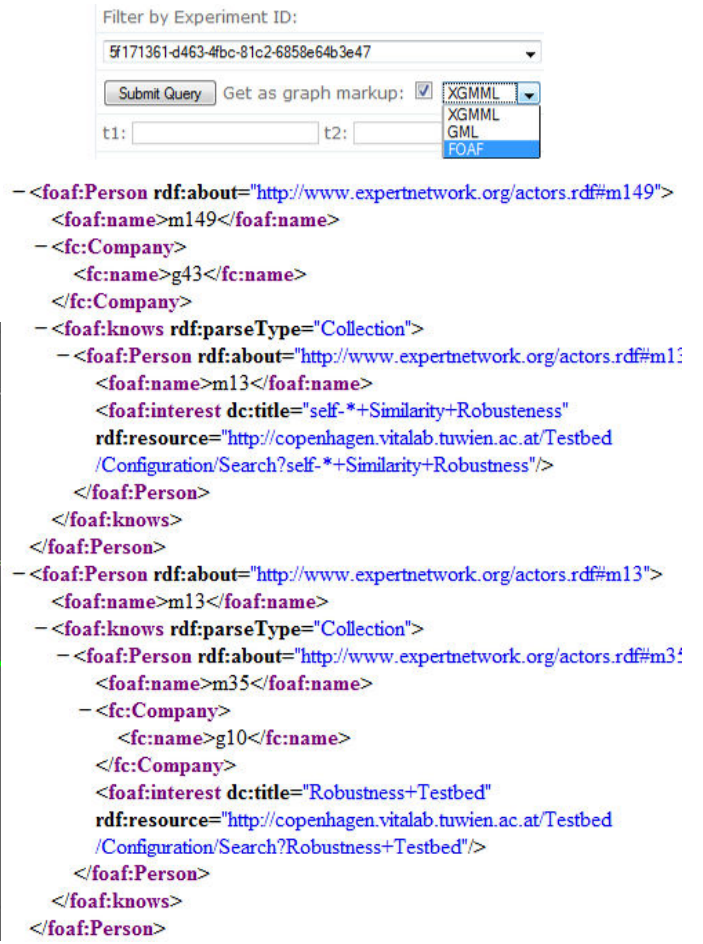 Filter by Experiment ID:
5f171361-d463-4fbc-81c2-6858e64b3e47
Submit Query Get as graph markup: XGMML
XGMML
GML
FOAF
t1: t2:
−<foaf:Person rdf:about="http://www.expertnetwork.org/actors.rdf#m149">
<foaf:name>m149</foaf:name>
−<fc:Company>
<fc:name>g43</fc:name>
</fc:Company>
−<foaf:knows rdf:parseType="Collection">
−<foaf:Person rdf:about="http://www.expertnetwork.org/actors.rdf#m13
<foaf:name>m13</foaf:name>
<foaf:interest dc:title="self-*+Similarity+Robusteness"
rdf:resource="http://copenhagen.vitalab.tuwien.ac.at/Testbed
/Configuration/Search?self-*+Similarity+Robustness"/>
</foaf:Person>
</foaf:knows>
</foaf:Person>
−<foaf:Person rdf:about="http://www.expertnetwork.org/actors.rdf#m13">
<foaf:name>m13</foaf:name>
−<foaf:knows rdf:parseType="Collection">
−<foaf:Person rdf:about="http://www.expertnetwork.org/actors.rdf#m35
<foaf:name>m35</foaf:name>
−<fc:Company>
<fc:name>g10</fc:name>
</fc:Company>
<foaf:interest dc:title="Robustness+Testbed"
rdf:resource="http://copenhagen.vitalab.tuwien.ac.at/Testbed
/Configuration/Search?Robustness+Testbed"/>
</foaf:Person>
</foaf:knows>
</foaf:Person>